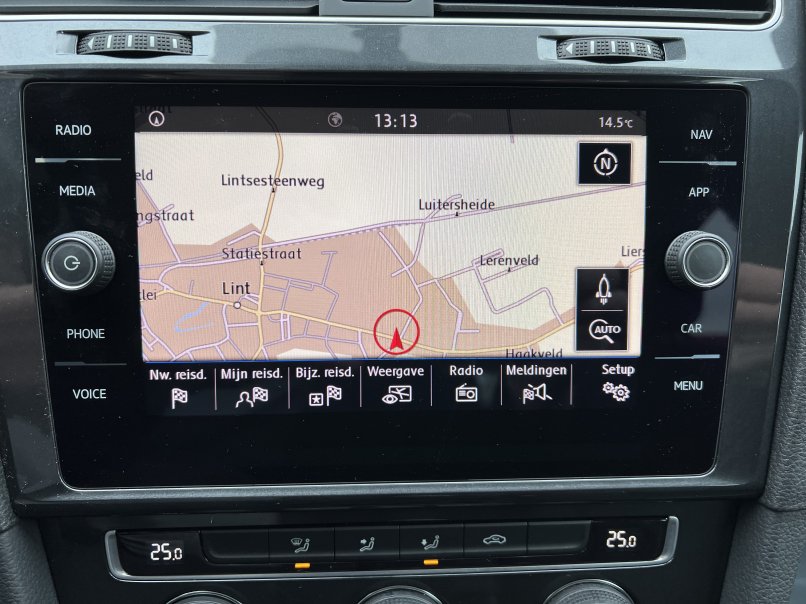 13:13
14.5°C
RADIO
NAV
N
eld
Lintsesteenweg
MEDIA
APP
ngstraat
Luitersheide
Statiestraat
Lerenveld
Liers
Lint
lei
AUTO
PHONE
CAR
Haakveld
Nw. reisd.
Mijn reisd.
Bijz. reisd.
Weergave
Radio
Meldingen
Setup
VOICE
MENU
25.0
25.0